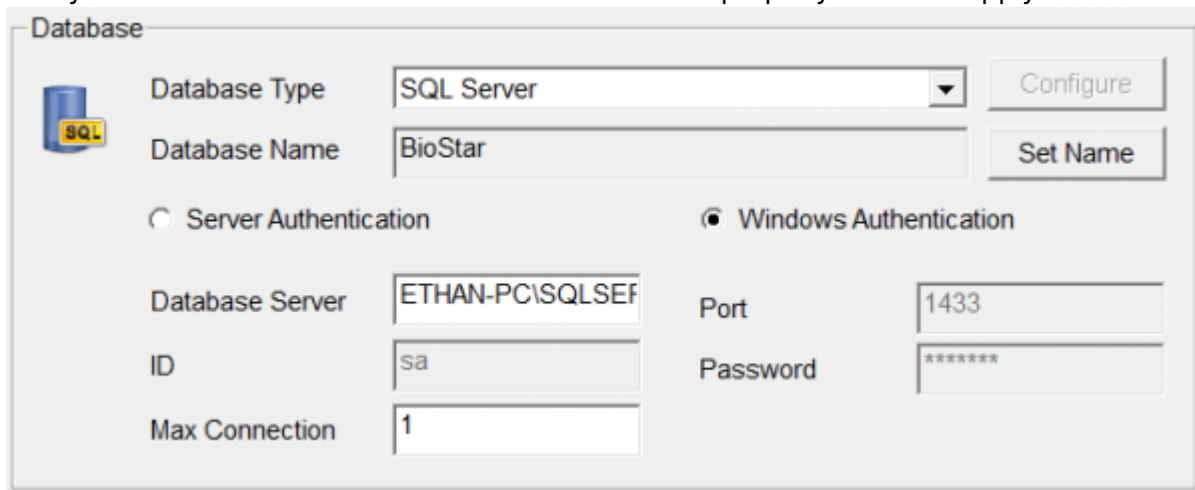 Database
Database Type SQL Server Configure
SQL
Database Name BioStar Set Name
Server Authentication Windows Authentication
Database Server ETHAN-PC\SQLSER Port 1433
ID sa Password *******
Max Connection 1